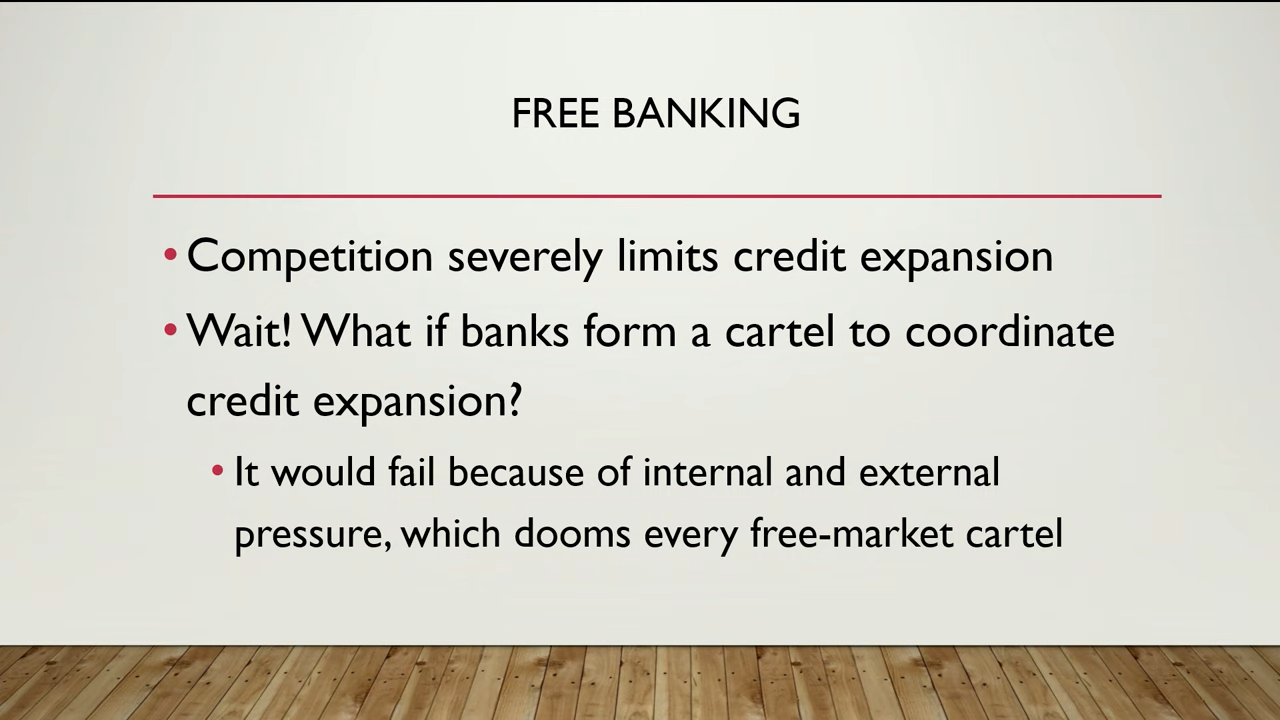 FREE BANKING
• Competition severely limits credit expansion
• Wait! What if banks form a cartel to coordinate
credit expansion?
• It would fail because of internal and external
pressure, which dooms every free-market cartel